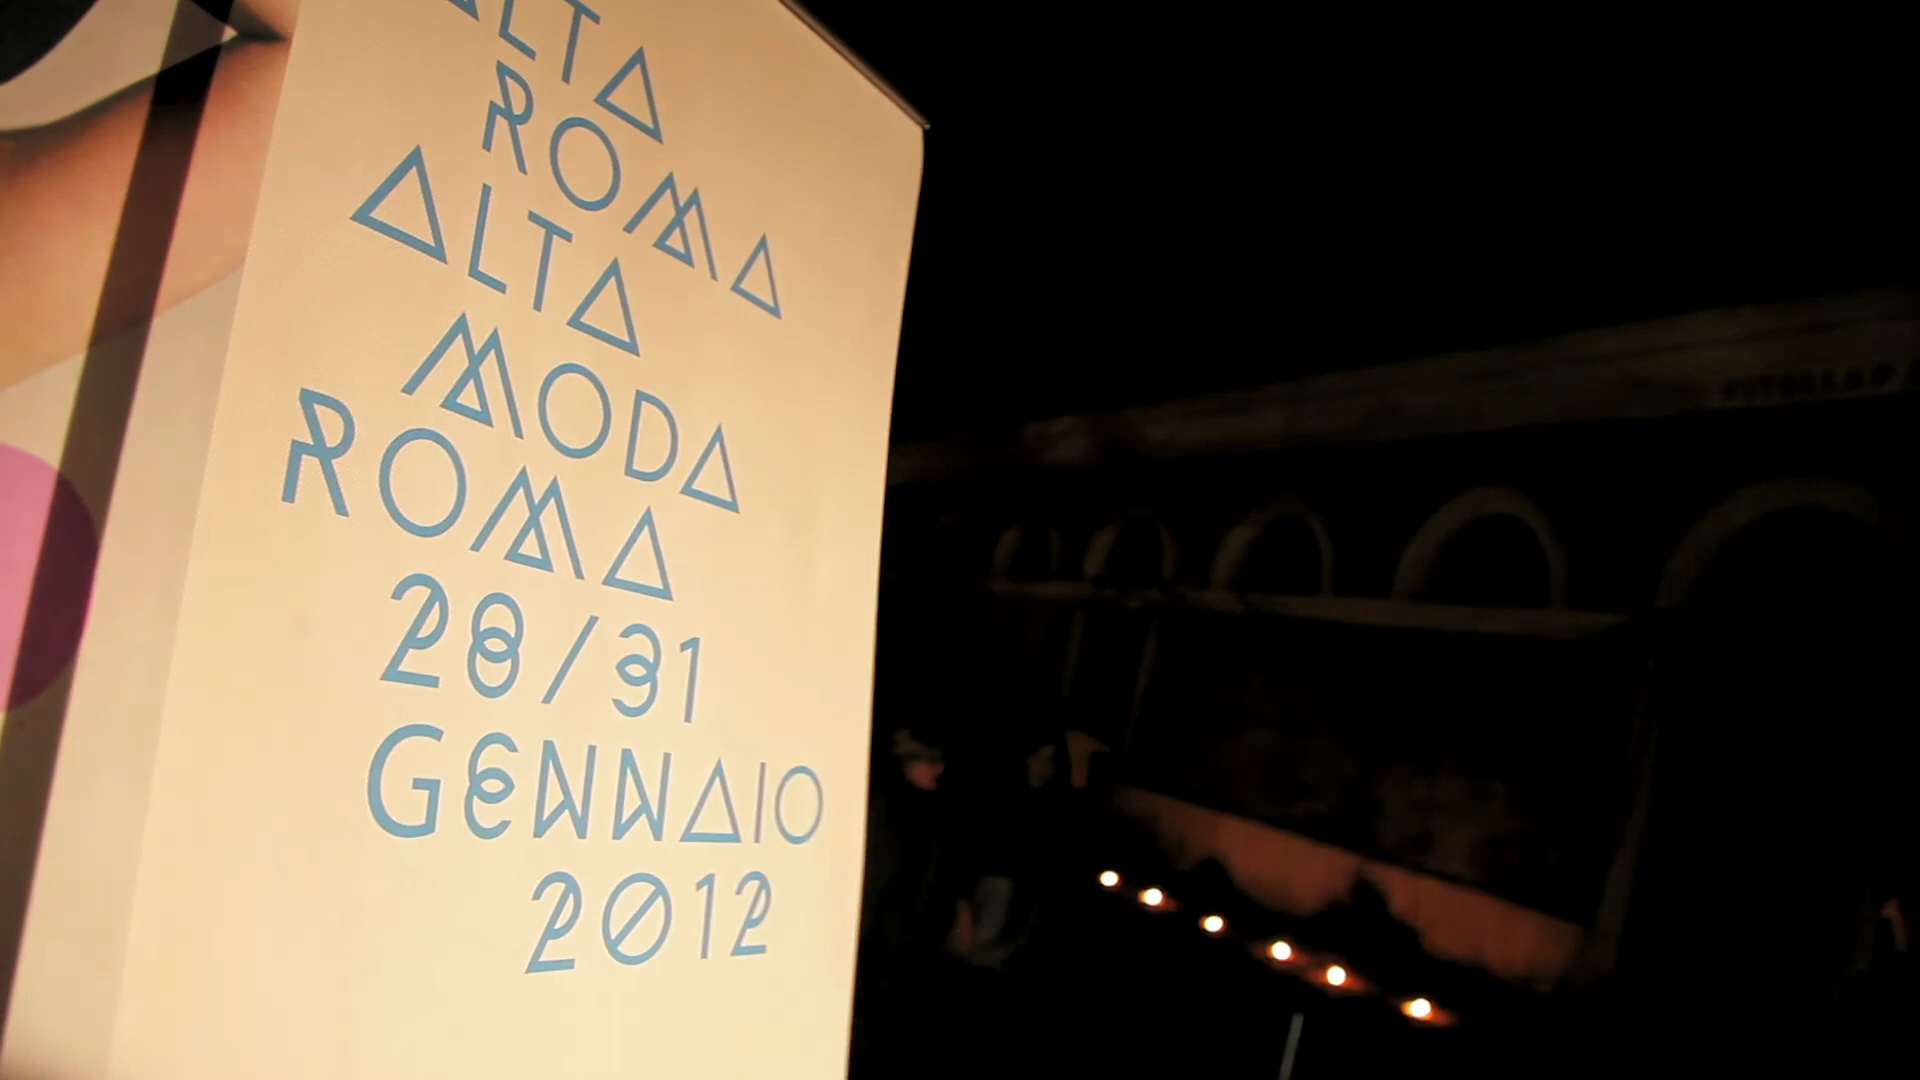 ALTA
ROMA
ALTA
MODA
ROMA
28/31
GENNAIO
2012